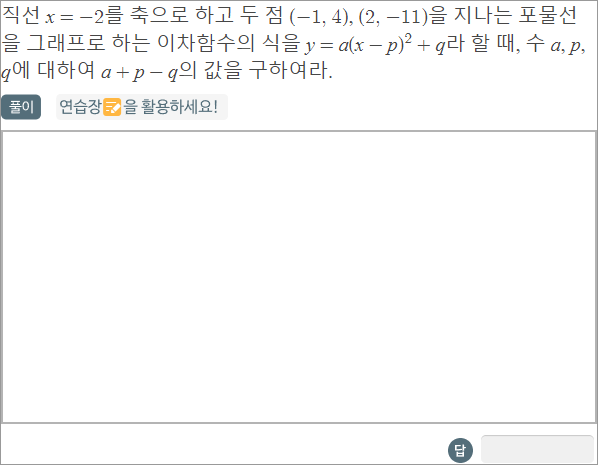 직선 x = −2를 축으로 하고 두 점 (−1, 4), (2, −11)을 지나는 포물선
을 그래프로 하는 이차함수의 식을 y = a(x − p)² + q라 할 때, 수 a, p,
q에 대하여 a + p − q의 값을 구하여라.
풀이 연습장을 활용하세요!
답